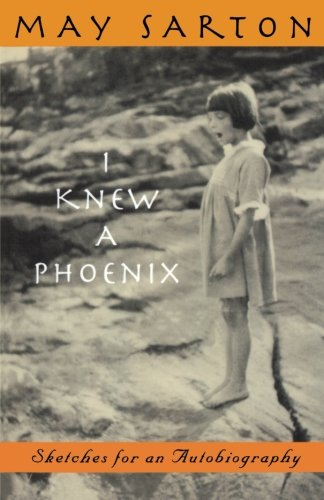 MAY SARTON
I
KNEW
A
PHOENIX
Sketches for an Autobiography